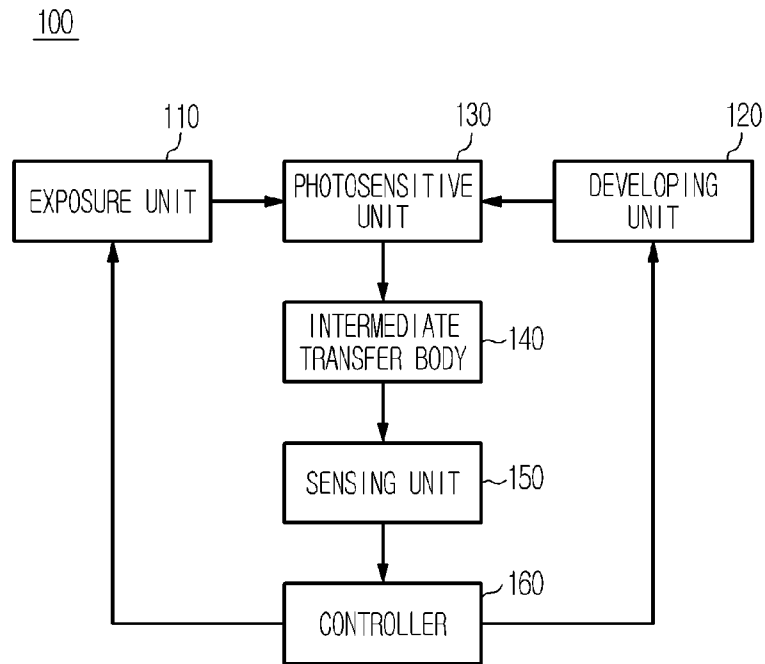 100
110
130
120
EXPOSURE UNIT
PHOTOSENSITIVE
UNIT
DEVELOPING
UNIT
INTERMEDIATE
TRANSFER BODY
140
SENSING UNIT
150
160
CONTROLLER